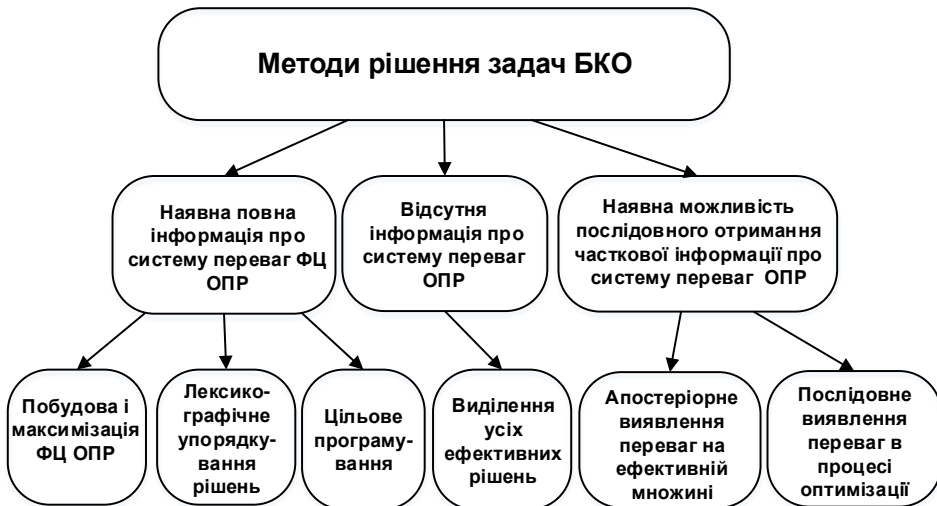 Методи рішення задач БКО
Наявна повна
інформація про
систему переваг ФЦ
ОПР
Відсутня
інформація про
систему переваг
ОПР
Наявна можливість
послідовного отримання
часткової інформації про
систему переваг ОПР
Побудова і
максимізація
ФЦ ОПР
Лексико-
графічне
упорядку-
вання
рішень
Цільове
програму-
вання
Виділення
усіх
ефективних
рішень
Апостеріорне
виявлення
переваг на
ефективній
множині
Послідовне
виявлення
переваг в
процесі
оптимізації